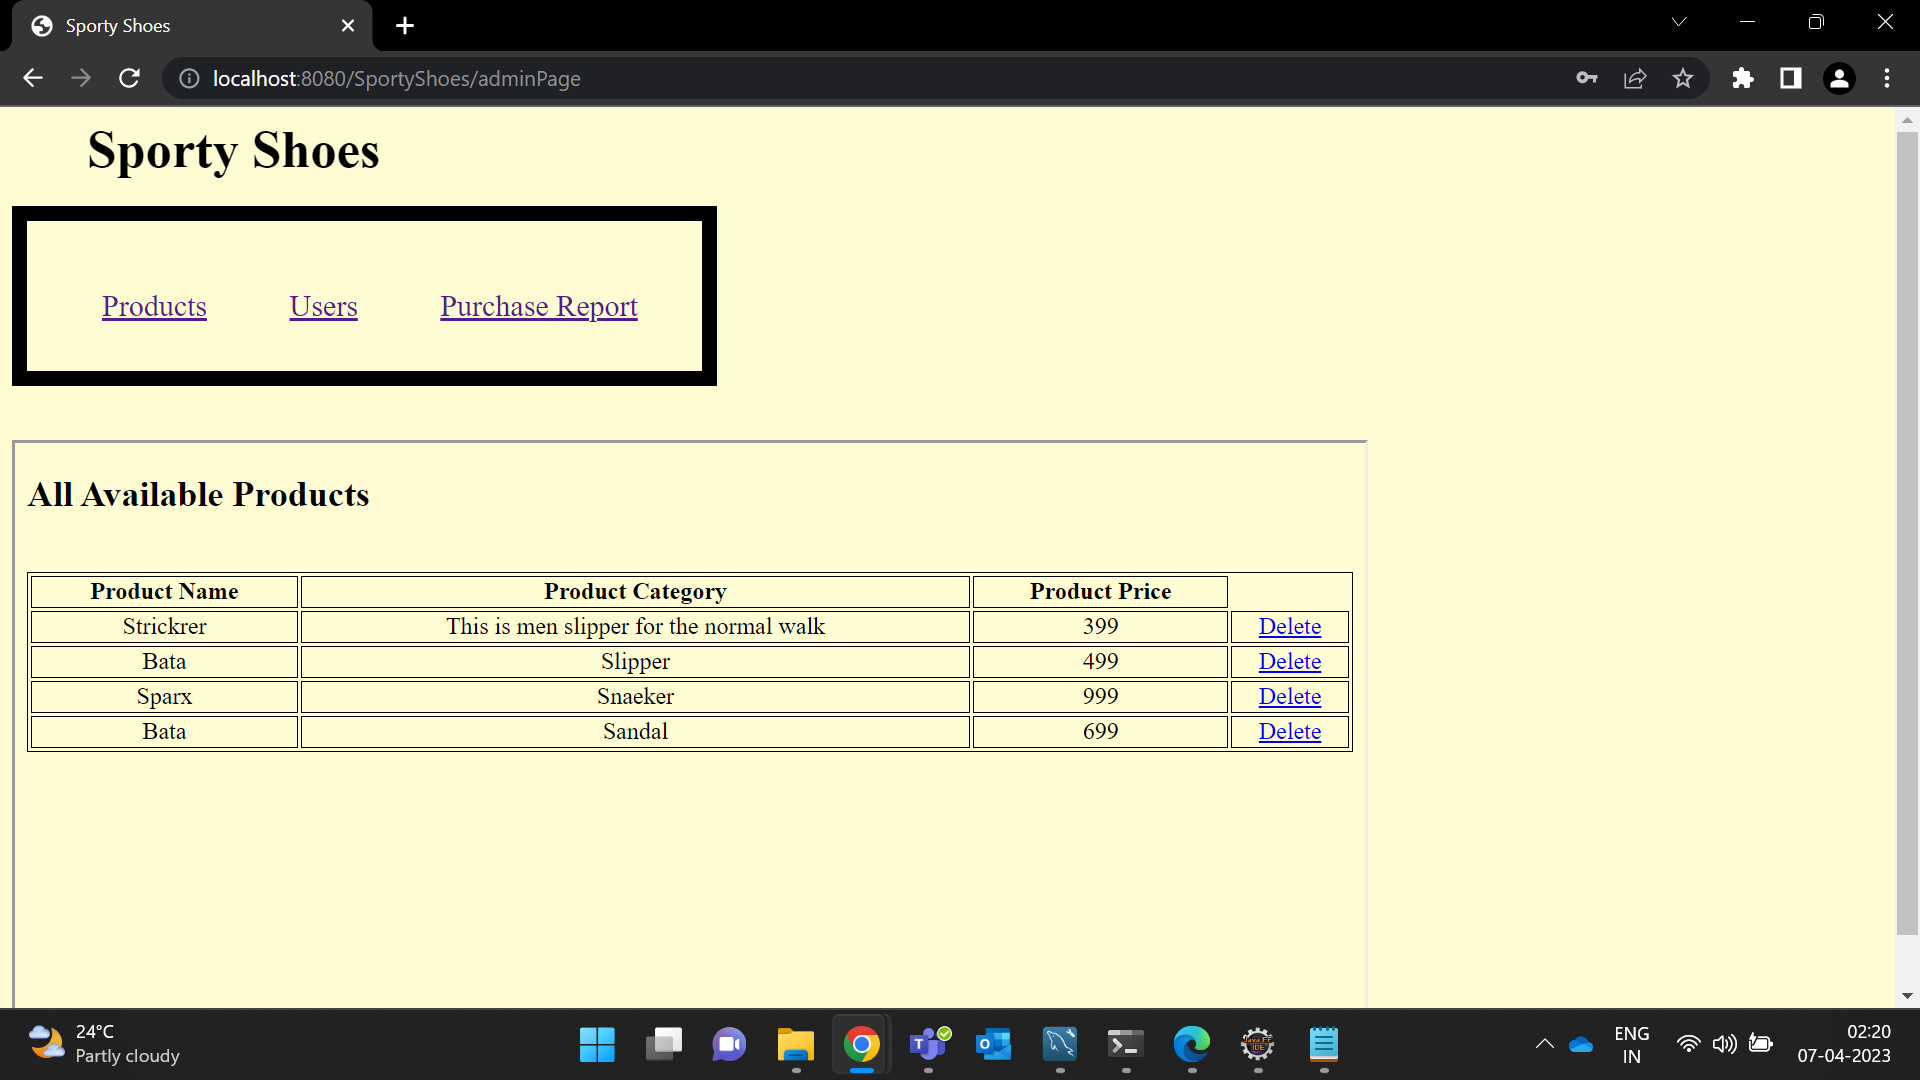 Sporty Shoes
localhost:8080/SportyShoes/adminPage
Sporty Shoes
Products Users Purchase Report
All Available Products
Product Name Product Category Product Price
Strickrer This is men slipper for the normal walk 399 Delete
Bata Slipper 499 Delete
Sparx Snaeker 999 Delete
Bata Sandal 699 Delete
24°C
Partly cloudy
ENG
IN
02:20
07-04-2023